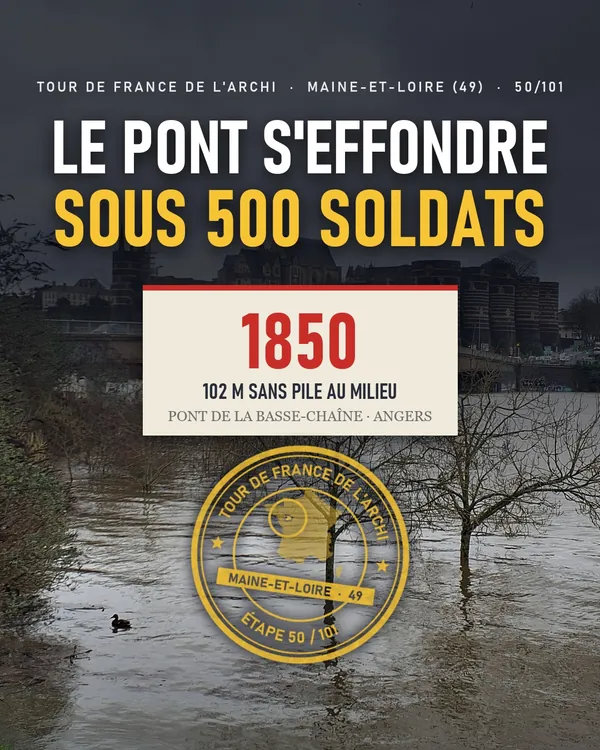 TOUR DE FRANCE DE L'ARCHI · MAINE-ET-LOIRE (49) · 50/101
LE PONT S'EFFONDRE
SOUS 500 SOLDATS
1850
102 M SANS PILE AU MILIEU
PONT DE LA BASSE-CHAÎNE · ANGERS
TOUR DE FRANCE DE L'ARCHI
MAINE-ET-LOIRE · 49
ÉTAPE 50 / 101